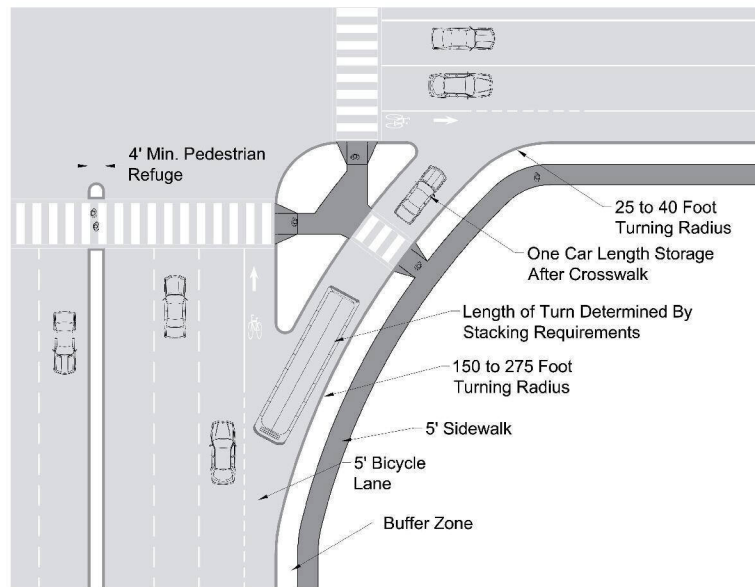 4' Min. Pedestrian
Refuge
25 to 40 Foot
Turning Radius
One Car Length Storage
After Crosswalk
Length of Turn Determined By
Stacking Requirements
150 to 275 Foot
Turning Radius
5' Sidewalk
5' Bicycle
Lane
Buffer Zone